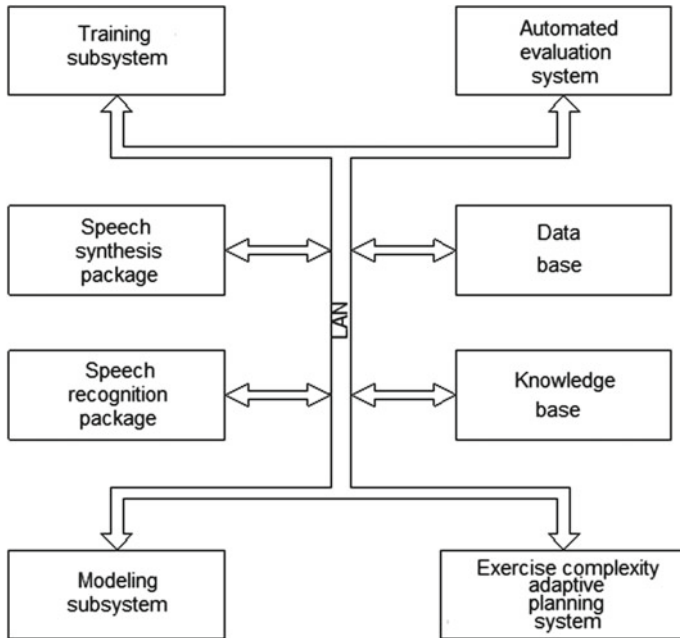 Training
subsystem
Automated
evaluation
system
Speech
synthesis
package
Data
base
LAN
Speech
recognition
package
Knowledge
base
Modeling
subsystem
Exercise complexity
adaptive
planning
system